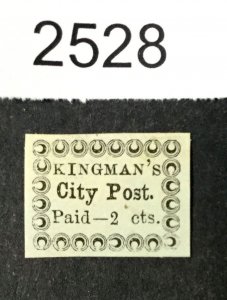 2528
KINGMAN'S
City Post.
Paid—2 cts.